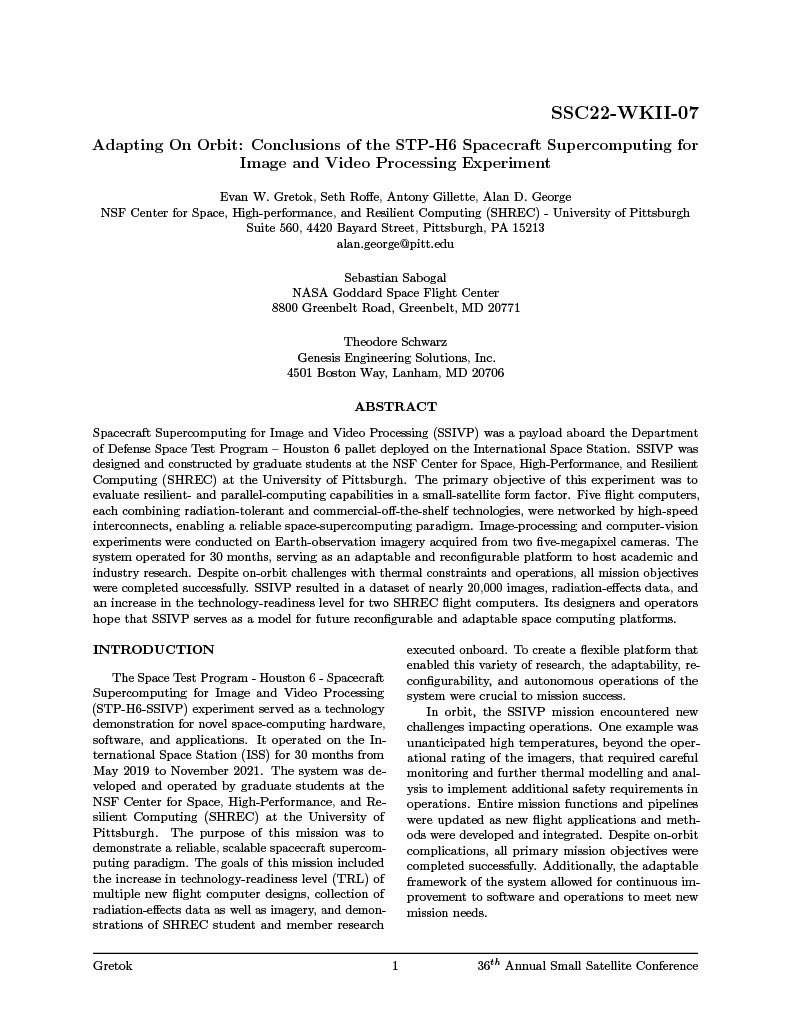 SSC22-WKII-07
Adapting On Orbit: Conclusions of the STP-H6 Spacecraft Supercomputing for
Image and Video Processing Experiment
Evan W. Gretok, Seth Roffe, Antony Gillette, Alan D. George
NSF Center for Space, High-performance, and Resilient Computing (SHREC) - University of Pittsburgh
Suite 560, 4420 Bayard Street, Pittsburgh, PA 15213
alan.george@pitt.edu
Sebastian Sabogal
NASA Goddard Space Flight Center
8800 Greenbelt Road, Greenbelt, MD 20771
Theodore Schwarz
Genesis Engineering Solutions, Inc.
4501 Boston Way, Lanham, MD 20706
ABSTRACT
Spacecraft Supercomputing for Image and Video Processing (SSIVP) was a payload aboard the Department
of Defense Space Test Program – Houston 6 pallet deployed on the International Space Station. SSIVP was
designed and constructed by graduate students at the NSF Center for Space, High-Performance, and Resilient
Computing (SHREC) at the University of Pittsburgh. The primary objective of this experiment was to
evaluate resilient- and parallel-computing capabilities in a small-satellite form factor. Five flight computers,
each combining radiation-tolerant and commercial-off-the-shelf technologies, were networked by high-speed
interconnects, enabling a reliable space-supercomputing paradigm. Image-processing and computer-vision
experiments were conducted on Earth-observation imagery acquired from two five-megapixel cameras. The
system operated for 30 months, serving as an adaptable and reconfigurable platform to host academic and
industry research. Despite on-orbit challenges with thermal constraints and operations, all mission objectives
were completed successfully. SSIVP resulted in a dataset of nearly 20,000 images, radiation-effects data, and
an increase in the technology-readiness level for two SHREC flight computers. Its designers and operators
hope that SSIVP serves as a model for future reconfigurable and adaptable space computing platforms.
INTRODUCTION
The Space Test Program - Houston 6 - Spacecraft
Supercomputing for Image and Video Processing
(STP-H6-SSIVP) experiment served as a technology
demonstration for novel space-computing hardware,
software, and applications. It operated on the In-
ternational Space Station (ISS) for 30 months from
May 2019 to November 2021. The system was de-
veloped and operated by graduate students at the
NSF Center for Space, High-Performance, and Re-
silient Computing (SHREC) at the University of
Pittsburgh. The purpose of this mission was to
demonstrate a reliable, scalable spacecraft supercom-
puting paradigm. The goals of this mission included
the increase in technology-readiness level (TRL) of
multiple new flight computer designs, collection of
radiation-effects data as well as imagery, and demon-
strations of SHREC student and member research
executed onboard. To create a flexible platform that
enabled this variety of research, the adaptability, re-
configurability, and autonomous operations of the
system were crucial to mission success.
In orbit, the SSIVP mission encountered new
challenges impacting operations. One example was
unanticipated high temperatures, beyond the oper-
ational rating of the imagers, that required careful
monitoring and further thermal modelling and anal-
ysis to implement additional safety requirements in
operations. Entire mission functions and pipelines
were updated as new flight applications and meth-
ods were developed and integrated. Despite on-orbit
complications, all primary mission objectives were
completed successfully. Additionally, the adaptable
framework of the system allowed for continuous im-
provement to software and operations to meet new
mission needs.
Gretok 1 36th Annual Small Satellite Conference